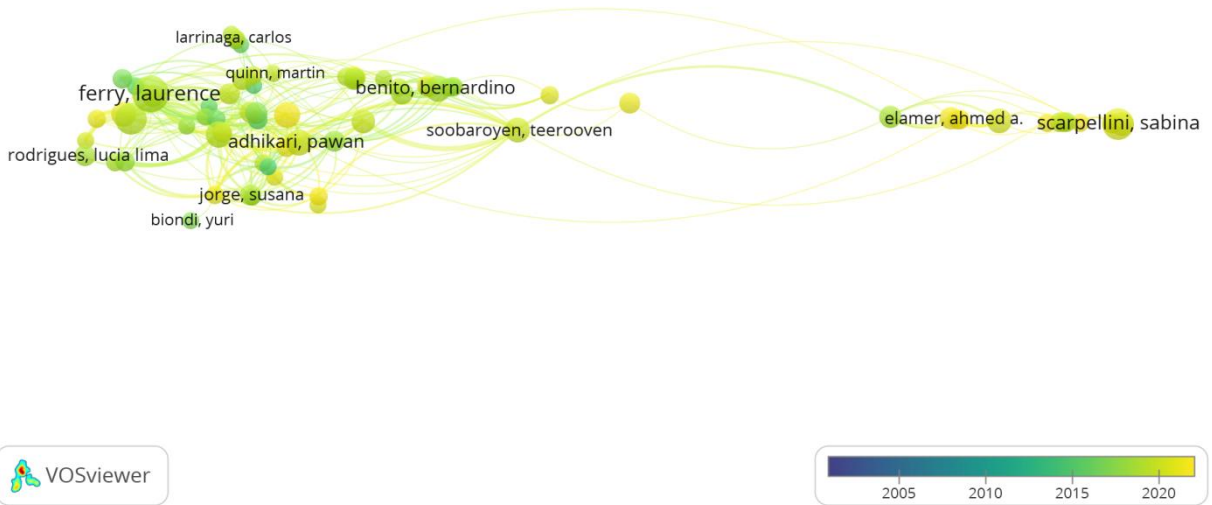 larrinaga, carlos
quinn, martin
ferry, laurence
benito, bernardino
soobaroyen, teerooven
elamer, ahmed a.
scarpellini, sabina
adhikari, pawan
rodrigues, lucia lima
jorge, susana
biondi, yuri
VOSviewer
2005 2010 2015 2020